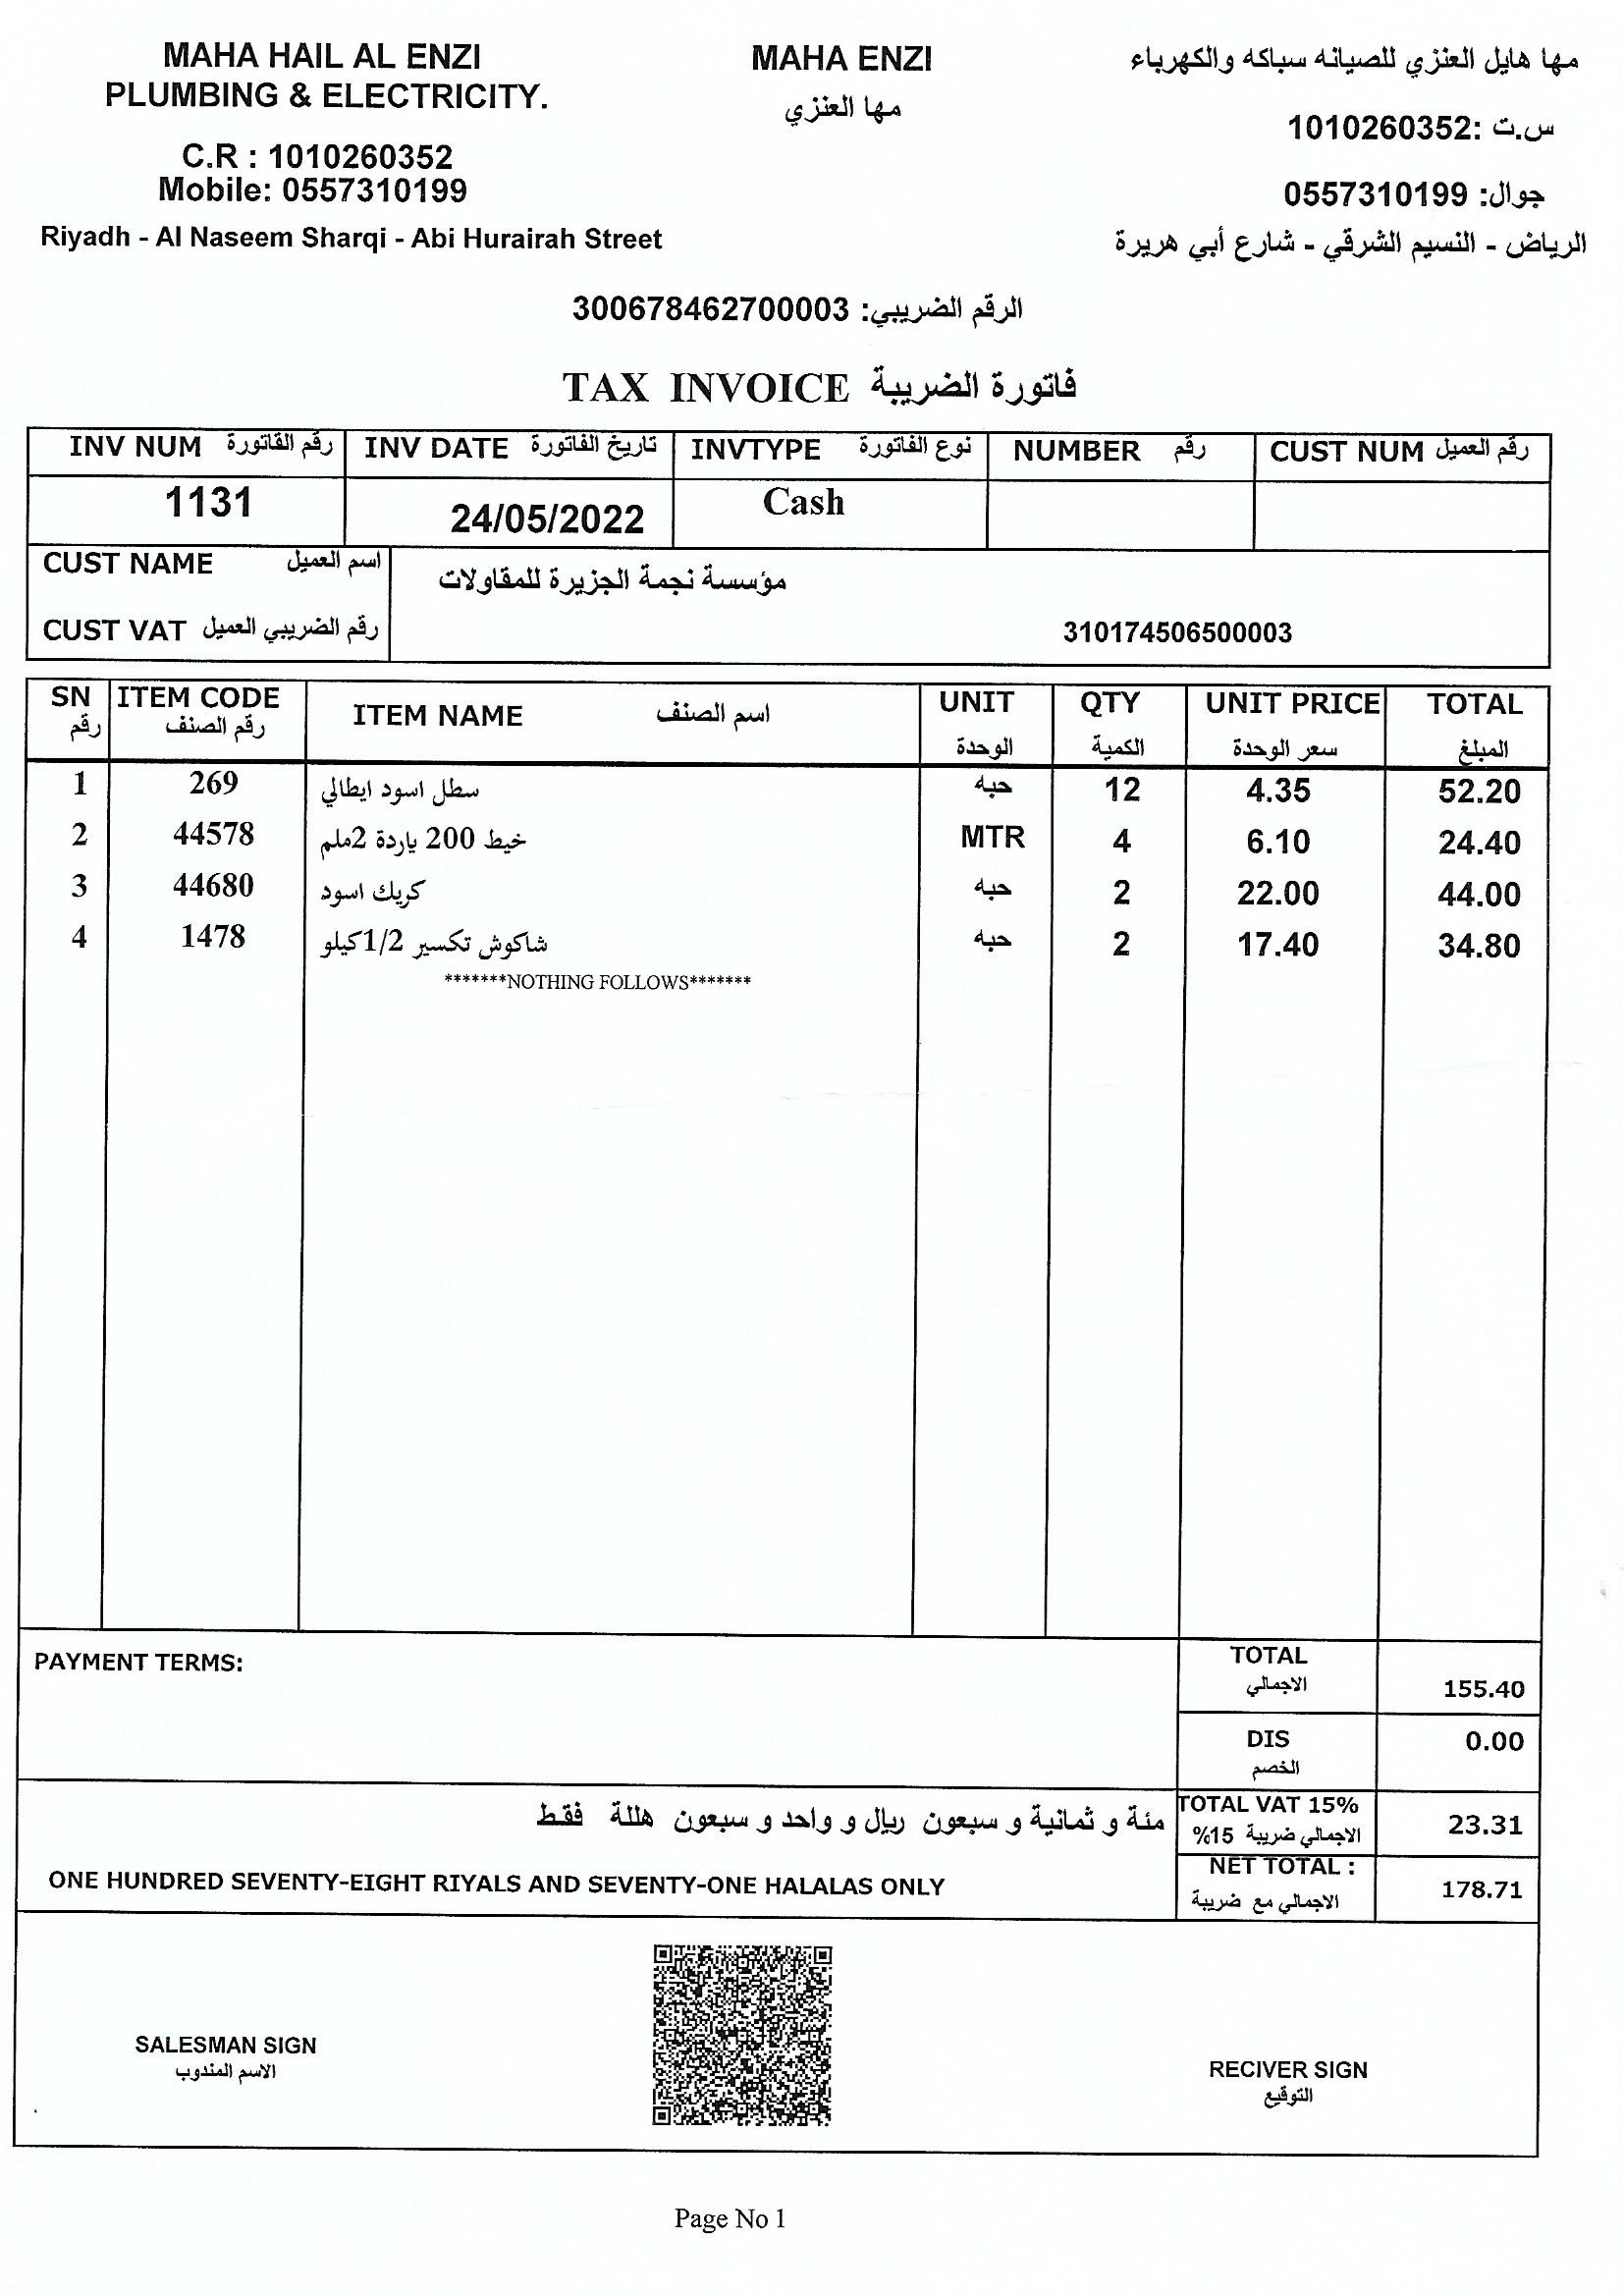 MAHA HAIL AL ENZI
PLUMBING & ELECTRICITY.
C.R : 1010260352
Mobile: 0557310199
Riyadh - Al Naseem Sharqi - Abi Hurairah Street
MAHA ENZI
مها العنزي
مها هايل العنزي للصيانه سباكه والكهرباء
س.ت :1010260352
جوال: 0557310199
الرياض - النسيم الشرقي - شارع أبي هريرة
الرقم الضريبي: 300678462700003
TAX INVOICE فاتورة الضريبة
INV NUM رقم الفاتورة INV DATE تاريخ الفاتورة INVTYPE نوع الفاتورة NUMBER رقم CUST NUM رقم العميل
1131 24/05/2022 Cash
CUST NAME اسم العميل مؤسسة نجمة الجزيرة للمقاولات
CUST VAT رقم الضريبي العميل 310174506500003
SN ITEM CODE ITEM NAME اسم الصنف UNIT QTY UNIT PRICE TOTAL
رقم رقم الصنف الوحدة الكمية سعر الوحدة المبلغ
1 269 سطل اسود ايطالي حبه 12 4.35 52.20
2 44578 خيط 200 ياردة 2ملم MTR 4 6.10 24.40
3 44680 كريك اسود حبه 2 22.00 44.00
4 1478 شاكوش تكسير 1/2كيلو حبه 2 17.40 34.80
*******NOTHING FOLLOWS*******
PAYMENT TERMS:
TOTAL
الاجمالي 155.40
DIS 0.00
الخصم
مئة و ثمانية و سبعون ريال و واحد و سبعون هللة فقط
TOTAL VAT 15%
الاجمالي ضريبة 15% 23.31
ONE HUNDRED SEVENTY-EIGHT RIYALS AND SEVENTY-ONE HALALAS ONLY
NET TOTAL :
الاجمالي مع ضريبة 178.71
SALESMAN SIGN
الاسم المندوب
RECIVER SIGN
التوقيع
Page No 1